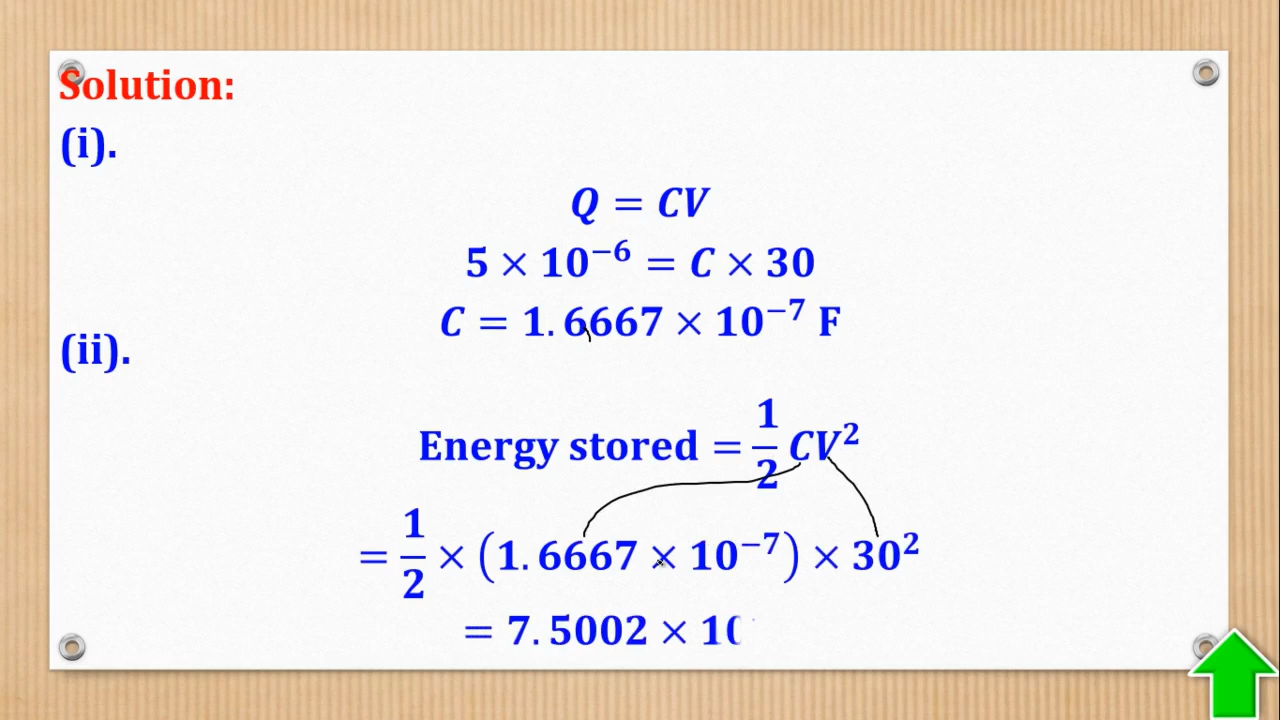 Solution:
(i).
Q = CV
5 × 10⁻⁶ = C × 30
C = 1.6667 × 10⁻⁷ F
(ii).
Energy stored = 1/2 CV²
= 1/2 × (1.6667 × 10⁻⁷) × 30²
= 7.5002 × 10